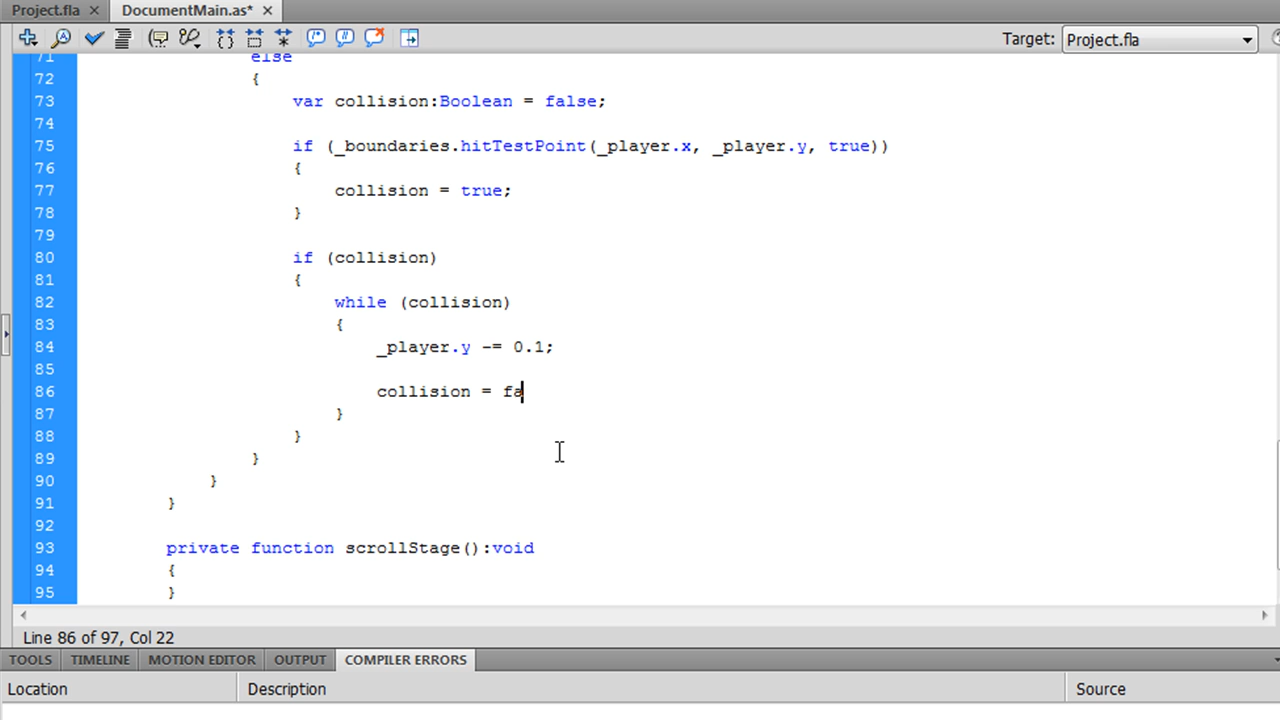 Project.fla × DocumentMain.as* ×
Target: Project.fla
71 else
72 {
73 var collision:Boolean = false;
74
75 if (_boundaries.hitTestPoint(_player.x, _player.y, true))
76 {
77 collision = true;
78 }
79
80 if (collision)
81 {
82 while (collision)
83 {
84 _player.y -= 0.1;
85
86 collision = fa
87 }
88 }
89 }
90 }
91 }
92
93 private function scrollStage():void
94 {
95 }
Line 86 of 97, Col 22
TOOLS TIMELINE MOTION EDITOR OUTPUT COMPILER ERRORS
Location Description Source